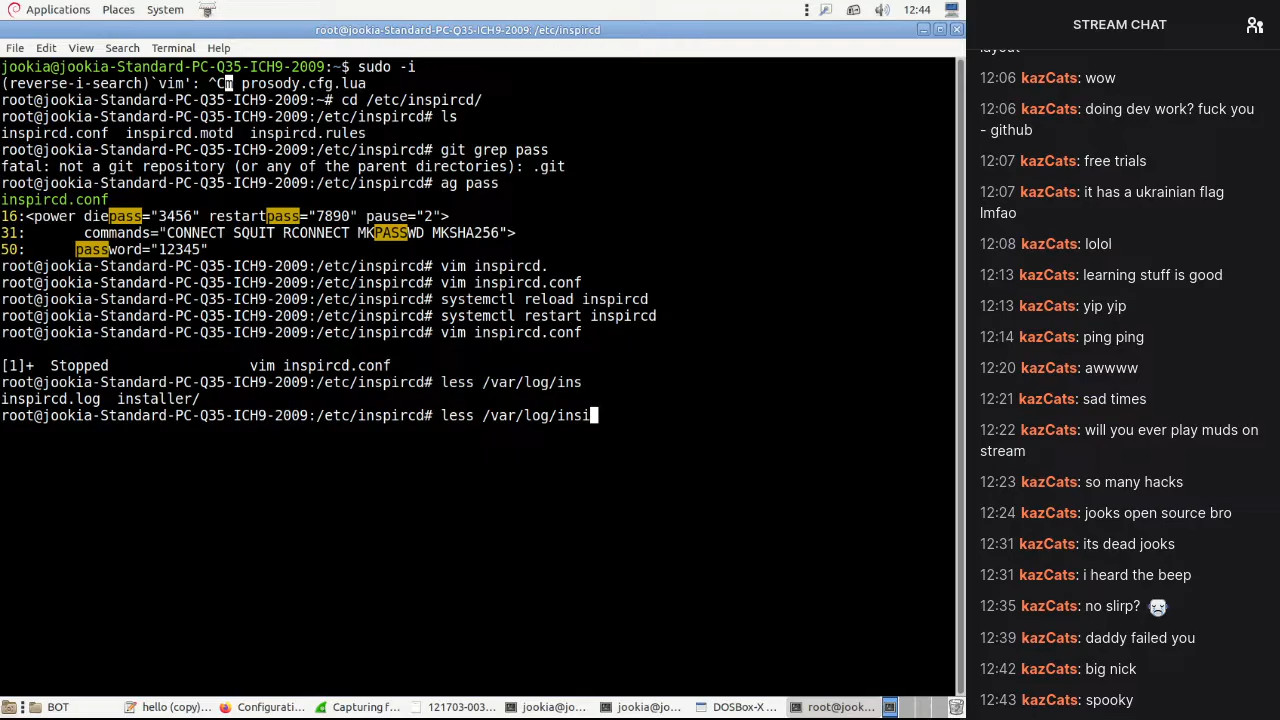 Applications Places System 12:44
root@jookia-Standard-PC-Q35-ICH9-2009: /etc/inspircd
File Edit View Search Terminal Help
jookia@jookia-Standard-PC-Q35-ICH9-2009:~$ sudo -i
(reverse-i-search)`vim': ^Cm prosody.cfg.lua
root@jookia-Standard-PC-Q35-ICH9-2009:~# cd /etc/inspircd/
root@jookia-Standard-PC-Q35-ICH9-2009:/etc/inspircd# ls
inspircd.conf  inspircd.motd  inspircd.rules
root@jookia-Standard-PC-Q35-ICH9-2009:/etc/inspircd# git grep pass
fatal: not a git repository (or any of the parent directories): .git
root@jookia-Standard-PC-Q35-ICH9-2009:/etc/inspircd# ag pass
inspircd.conf
16:<power diepass="3456" restartpass="7890" pause="2">
31:       commands="CONNECT SQUIT RCONNECT MKPASSWD MKSHA256">
50:      password="12345"
root@jookia-Standard-PC-Q35-ICH9-2009:/etc/inspircd# vim inspircd.
root@jookia-Standard-PC-Q35-ICH9-2009:/etc/inspircd# vim inspircd.conf
root@jookia-Standard-PC-Q35-ICH9-2009:/etc/inspircd# systemctl reload inspircd
root@jookia-Standard-PC-Q35-ICH9-2009:/etc/inspircd# systemctl restart inspircd
root@jookia-Standard-PC-Q35-ICH9-2009:/etc/inspircd# vim inspircd.conf
[1]+  Stopped                 vim inspircd.conf
root@jookia-Standard-PC-Q35-ICH9-2009:/etc/inspircd# less /var/log/ins
inspircd.log  installer/
root@jookia-Standard-PC-Q35-ICH9-2009:/etc/inspircd# less /var/log/insi
BOT hello (copy)... Configurati... Capturing f... 121703-003... jookia@jo... jookia@jo... DOSBox-X ... root@jook...
STREAM CHAT
layout
12:06 kazCats: wow
12:06 kazCats: doing dev work? fuck you
- github
12:07 kazCats: free trials
12:07 kazCats: it has a ukrainian flag
lmfao
12:08 kazCats: lolol
12:13 kazCats: learning stuff is good
12:13 kazCats: yip yip
12:14 kazCats: ping ping
12:20 kazCats: awwww
12:21 kazCats: sad times
12:22 kazCats: will you ever play muds on
stream
12:23 kazCats: so many hacks
12:24 kazCats: jooks open source bro
12:31 kazCats: its dead jooks
12:31 kazCats: i heard the beep
12:35 kazCats: no slirp?
12:39 kazCats: daddy failed you
12:42 kazCats: big nick
12:43 kazCats: spooky